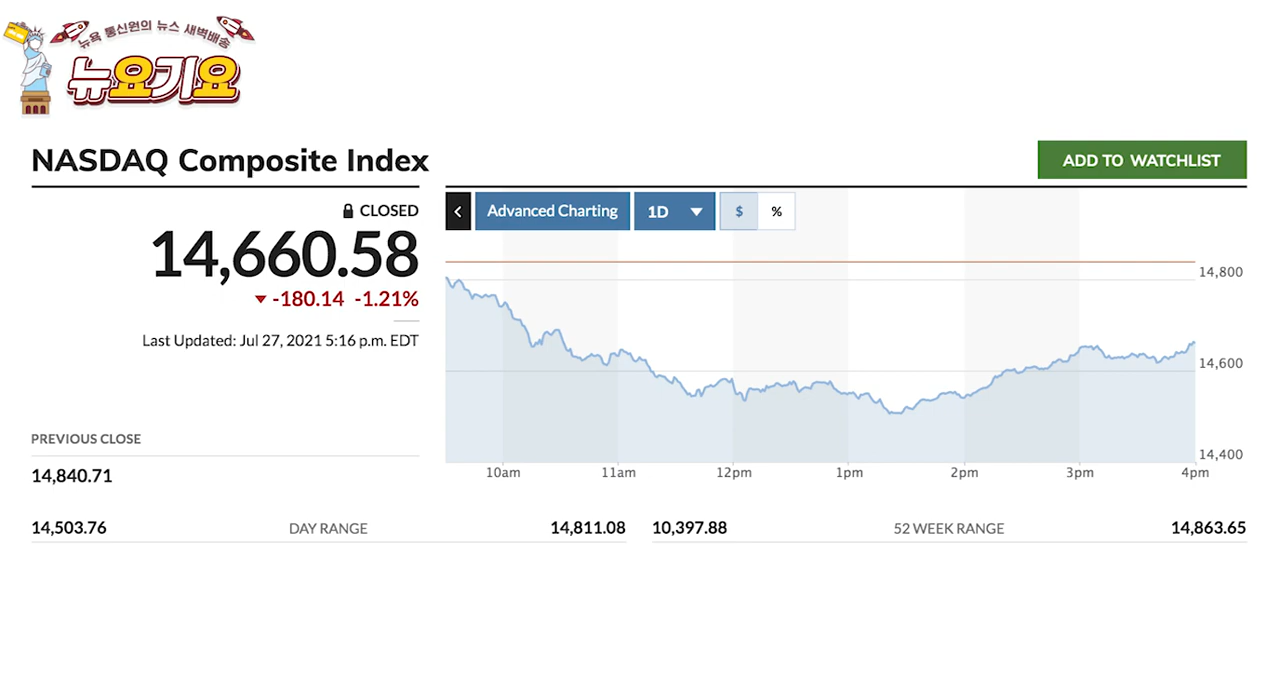 뉴욕 통신원의 뉴스 새벽배송
뉴요기요
NASDAQ Composite Index
ADD TO WATCHLIST
CLOSED
14,660.58
-180.14 -1.21%
Last Updated: Jul 27, 2021 5:16 p.m. EDT
Advanced Charting 1D $ %
14,800
14,600
14,400
10am 11am 12pm 1pm 2pm 3pm 4pm
PREVIOUS CLOSE
14,840.71
14,503.76 DAY RANGE 14,811.08 10,397.88 52 WEEK RANGE 14,863.65